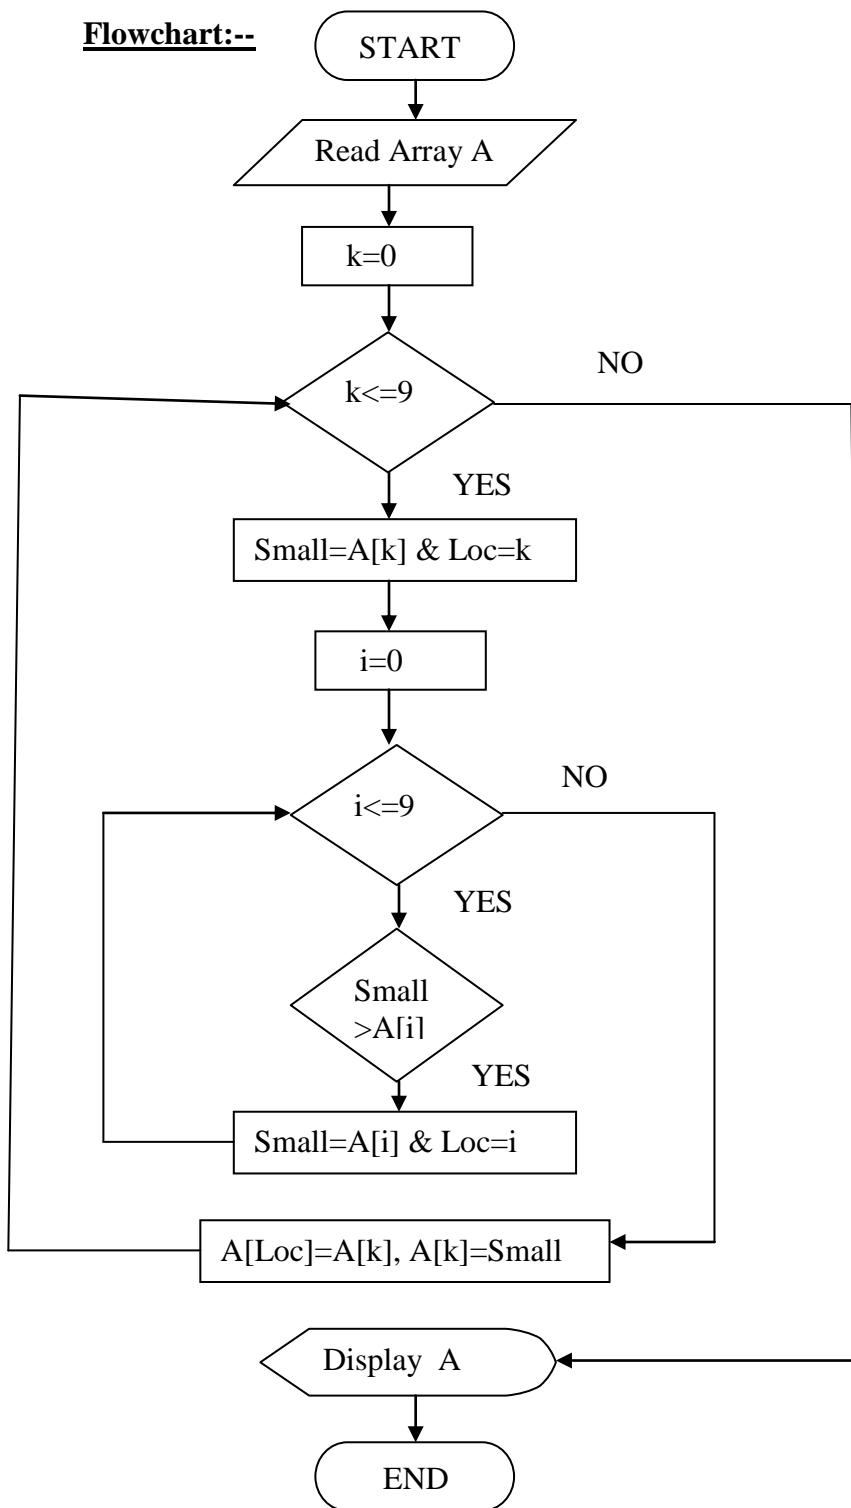 Flowchart:--
START
Read Array A
k=0
k<=9
NO
YES
Small=A[k] & Loc=k
i=0
i<=9
NO
YES
Small
>A[i]
YES
Small=A[i] & Loc=i
A[Loc]=A[k], A[k]=Small
Display A
END